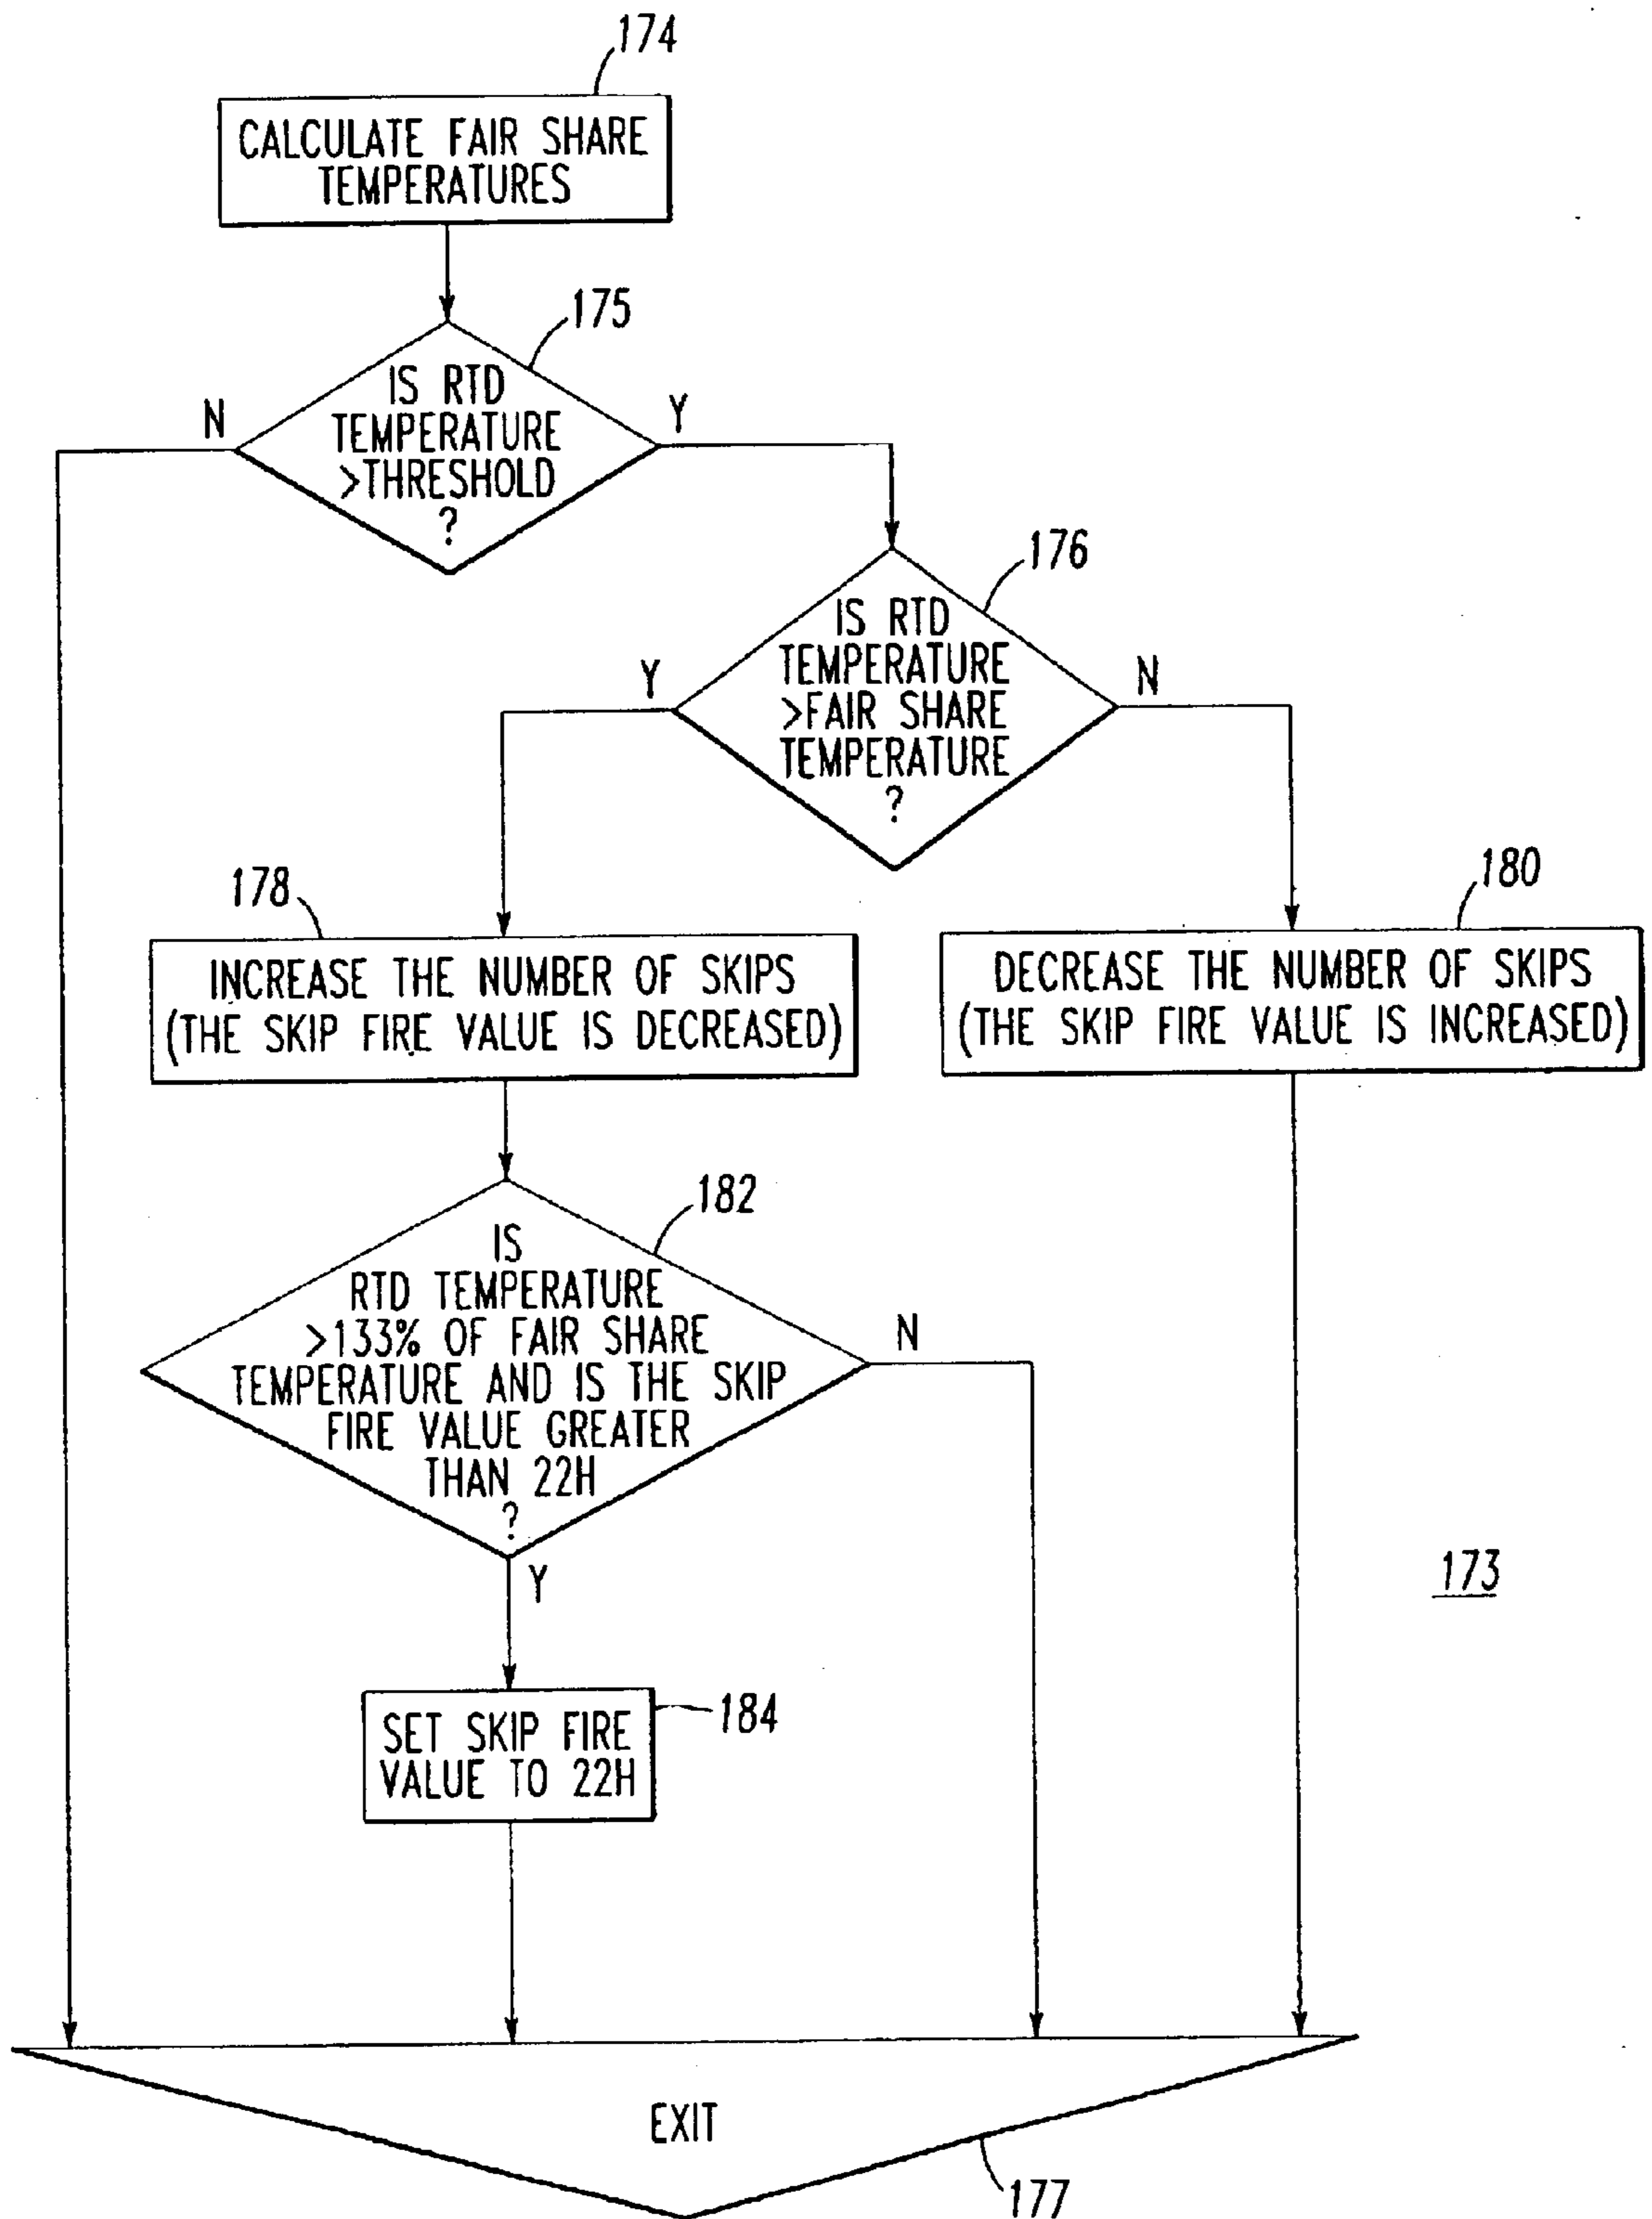 174
CALCULATE FAIR SHARE
TEMPERATURES
175
IS RTD
TEMPERATURE
>THRESHOLD
?
N
Y
176
IS RTD
TEMPERATURE
>FAIR SHARE
TEMPERATURE
?
Y
N
178
INCREASE THE NUMBER OF SKIPS
(THE SKIP FIRE VALUE IS DECREASED)
180
DECREASE THE NUMBER OF SKIPS
(THE SKIP FIRE VALUE IS INCREASED)
182
IS
RTD TEMPERATURE
>133% OF FAIR SHARE
TEMPERATURE AND IS THE SKIP
FIRE VALUE GREATER
THAN 22H
?
N
Y
173
184
SET SKIP FIRE
VALUE TO 22H
EXIT
177